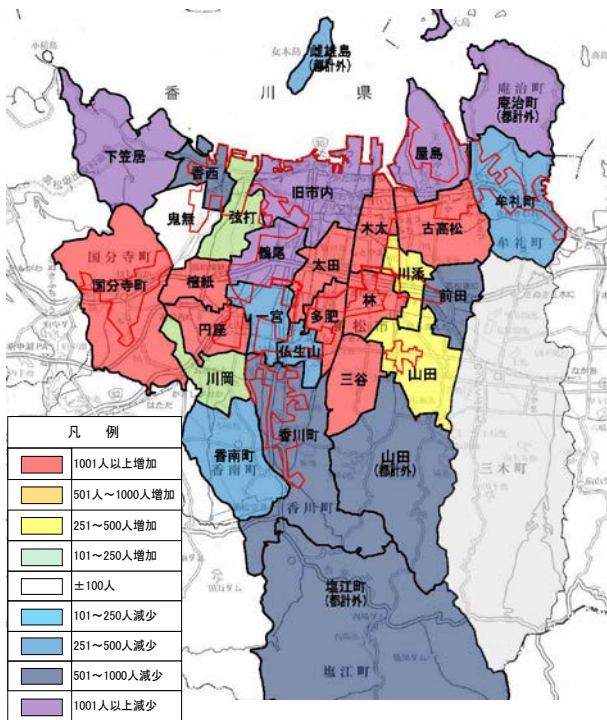 小槌島
大島
女木島
雌雄島
(都計外)
高島
庵治町
庵治町
(都計外)
香川県
下笠居
香西
屋島
旧市内
牟礼町
牟礼町
鬼無
弦打
木太
古高松
国分寺町
国分寺町
鶴尾
太田
川添
前田
檀紙
林
一宮
多肥
円座
仏生山
川岡
三谷
山田
香川町
山田
(都計外)
三木町
香南町
香南町
香川町
塩江町
(都計外)
塩江町
凡 例
1001人以上増加
501人～1000人増加
251～500人増加
101～250人増加
±100人
101～250人減少
251～500人減少
501～1000人減少
1001人以上減少